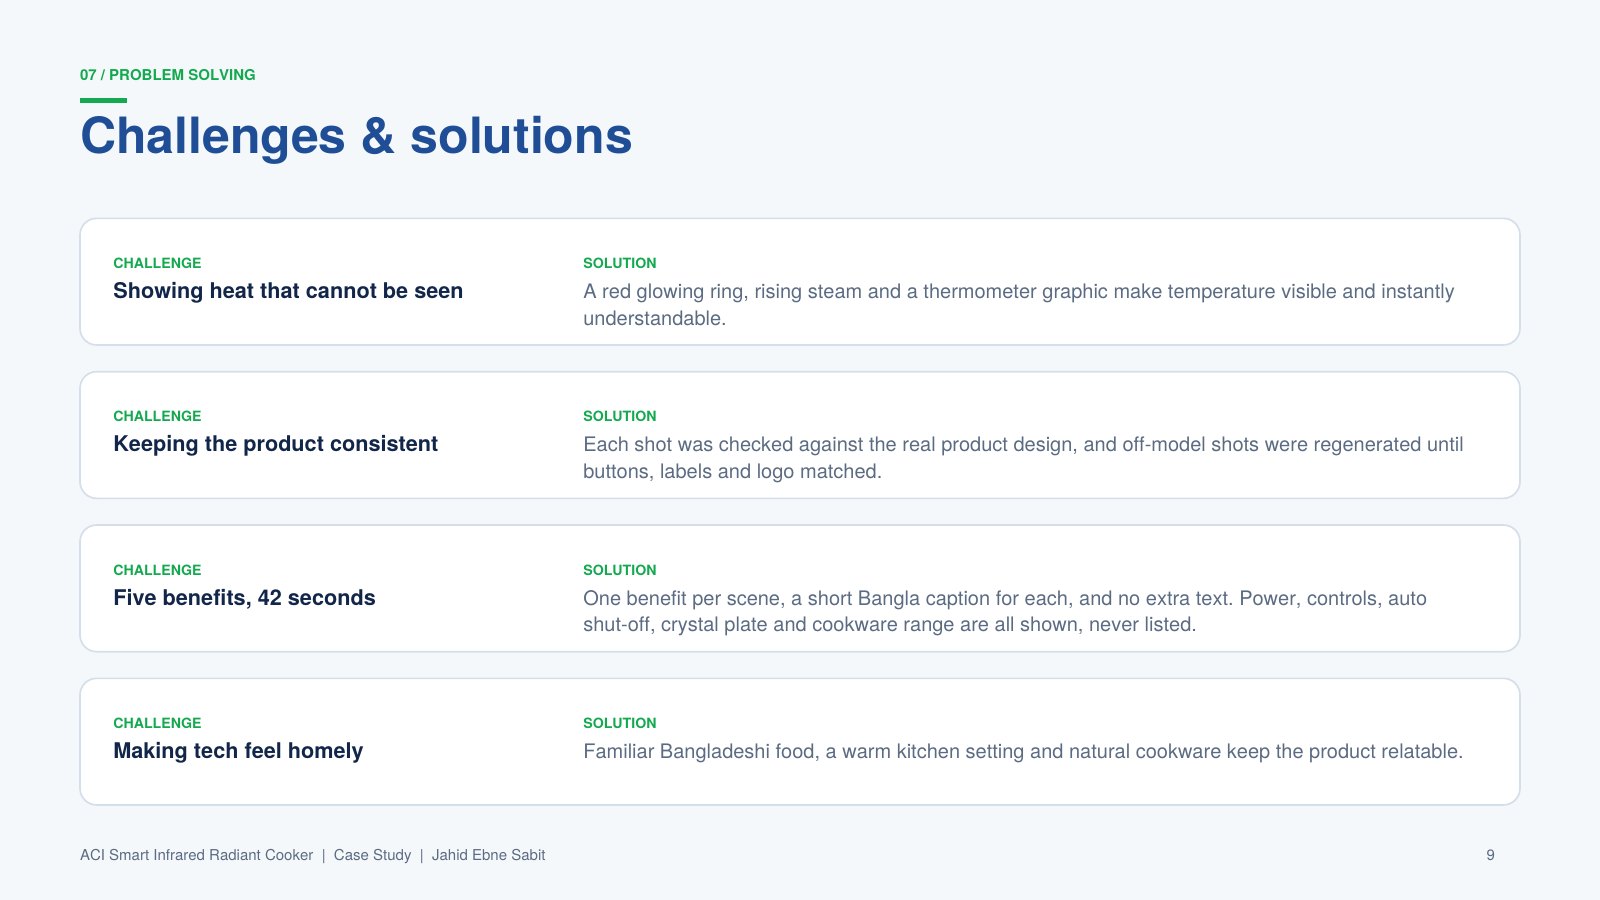 07 / PROBLEM SOLVING
Challenges & solutions
CHALLENGE
Showing heat that cannot be seen
SOLUTION
A red glowing ring, rising steam and a thermometer graphic make temperature visible and instantly
understandable.
CHALLENGE
Keeping the product consistent
SOLUTION
Each shot was checked against the real product design, and off-model shots were regenerated until
buttons, labels and logo matched.
CHALLENGE
Five benefits, 42 seconds
SOLUTION
One benefit per scene, a short Bangla caption for each, and no extra text. Power, controls, auto
shut-off, crystal plate and cookware range are all shown, never listed.
CHALLENGE
Making tech feel homely
SOLUTION
Familiar Bangladeshi food, a warm kitchen setting and natural cookware keep the product relatable.
ACI Smart Infrared Radiant Cooker | Case Study | Jahid Ebne Sabit
9